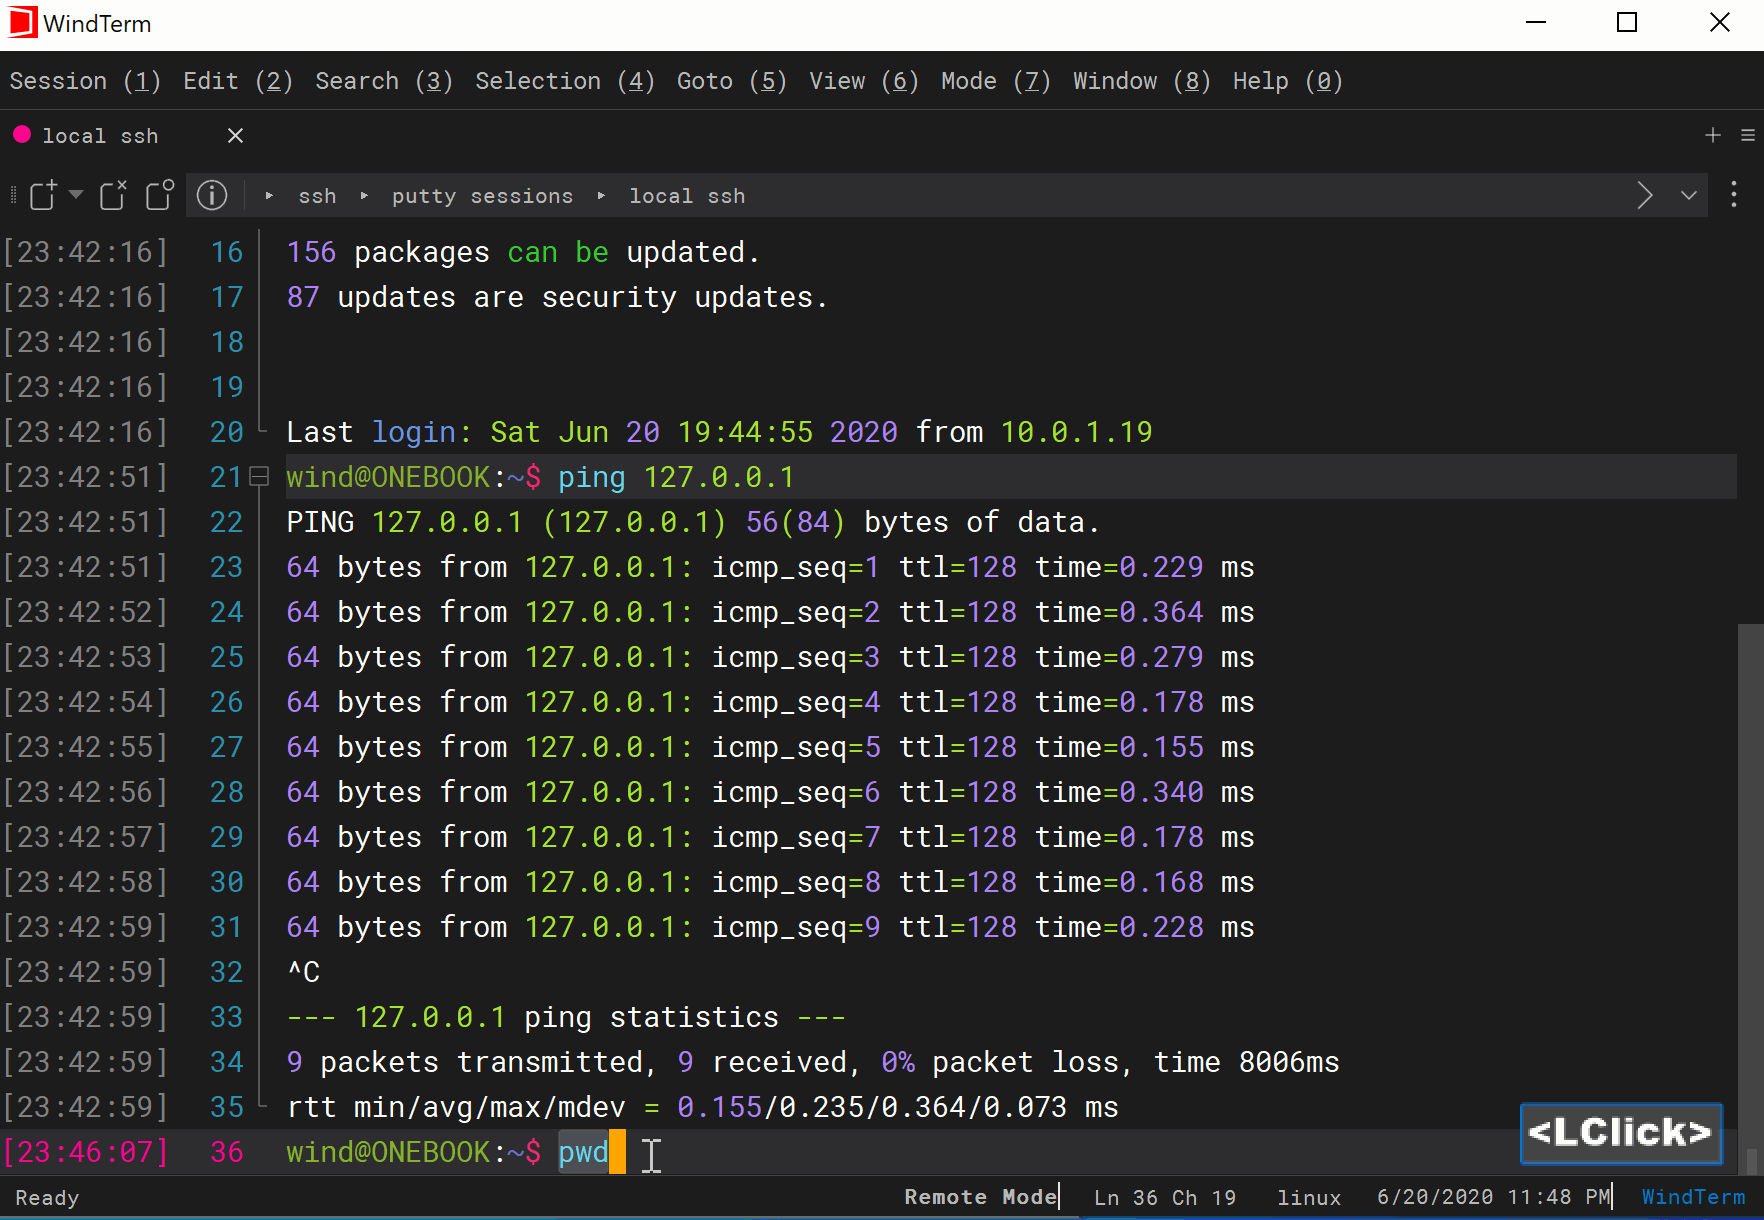 WindTerm
Session (1) Edit (2) Search (3) Selection (4) Goto (5) View (6) Mode (7) Window (8) Help (0)
local ssh
ssh putty sessions local ssh
[23:42:16] 16 156 packages can be updated.
[23:42:16] 17 87 updates are security updates.
[23:42:16] 18
[23:42:16] 19
[23:42:16] 20 Last login: Sat Jun 20 19:44:55 2020 from 10.0.1.19
[23:42:51] 21 wind@ONEBOOK:~$ ping 127.0.0.1
[23:42:51] 22 PING 127.0.0.1 (127.0.0.1) 56(84) bytes of data.
[23:42:51] 23 64 bytes from 127.0.0.1: icmp_seq=1 ttl=128 time=0.229 ms
[23:42:52] 24 64 bytes from 127.0.0.1: icmp_seq=2 ttl=128 time=0.364 ms
[23:42:53] 25 64 bytes from 127.0.0.1: icmp_seq=3 ttl=128 time=0.279 ms
[23:42:54] 26 64 bytes from 127.0.0.1: icmp_seq=4 ttl=128 time=0.178 ms
[23:42:55] 27 64 bytes from 127.0.0.1: icmp_seq=5 ttl=128 time=0.155 ms
[23:42:56] 28 64 bytes from 127.0.0.1: icmp_seq=6 ttl=128 time=0.340 ms
[23:42:57] 29 64 bytes from 127.0.0.1: icmp_seq=7 ttl=128 time=0.178 ms
[23:42:58] 30 64 bytes from 127.0.0.1: icmp_seq=8 ttl=128 time=0.168 ms
[23:42:59] 31 64 bytes from 127.0.0.1: icmp_seq=9 ttl=128 time=0.228 ms
[23:42:59] 32 ^C
[23:42:59] 33 --- 127.0.0.1 ping statistics ---
[23:42:59] 34 9 packets transmitted, 9 received, 0% packet loss, time 8006ms
[23:42:59] 35 rtt min/avg/max/mdev = 0.155/0.235/0.364/0.073 ms
[23:46:07] 36 wind@ONEBOOK:~$ pwd
<LClick>
Ready Remote Mode Ln 36 Ch 19 linux 6/20/2020 11:48 PM WindTerm